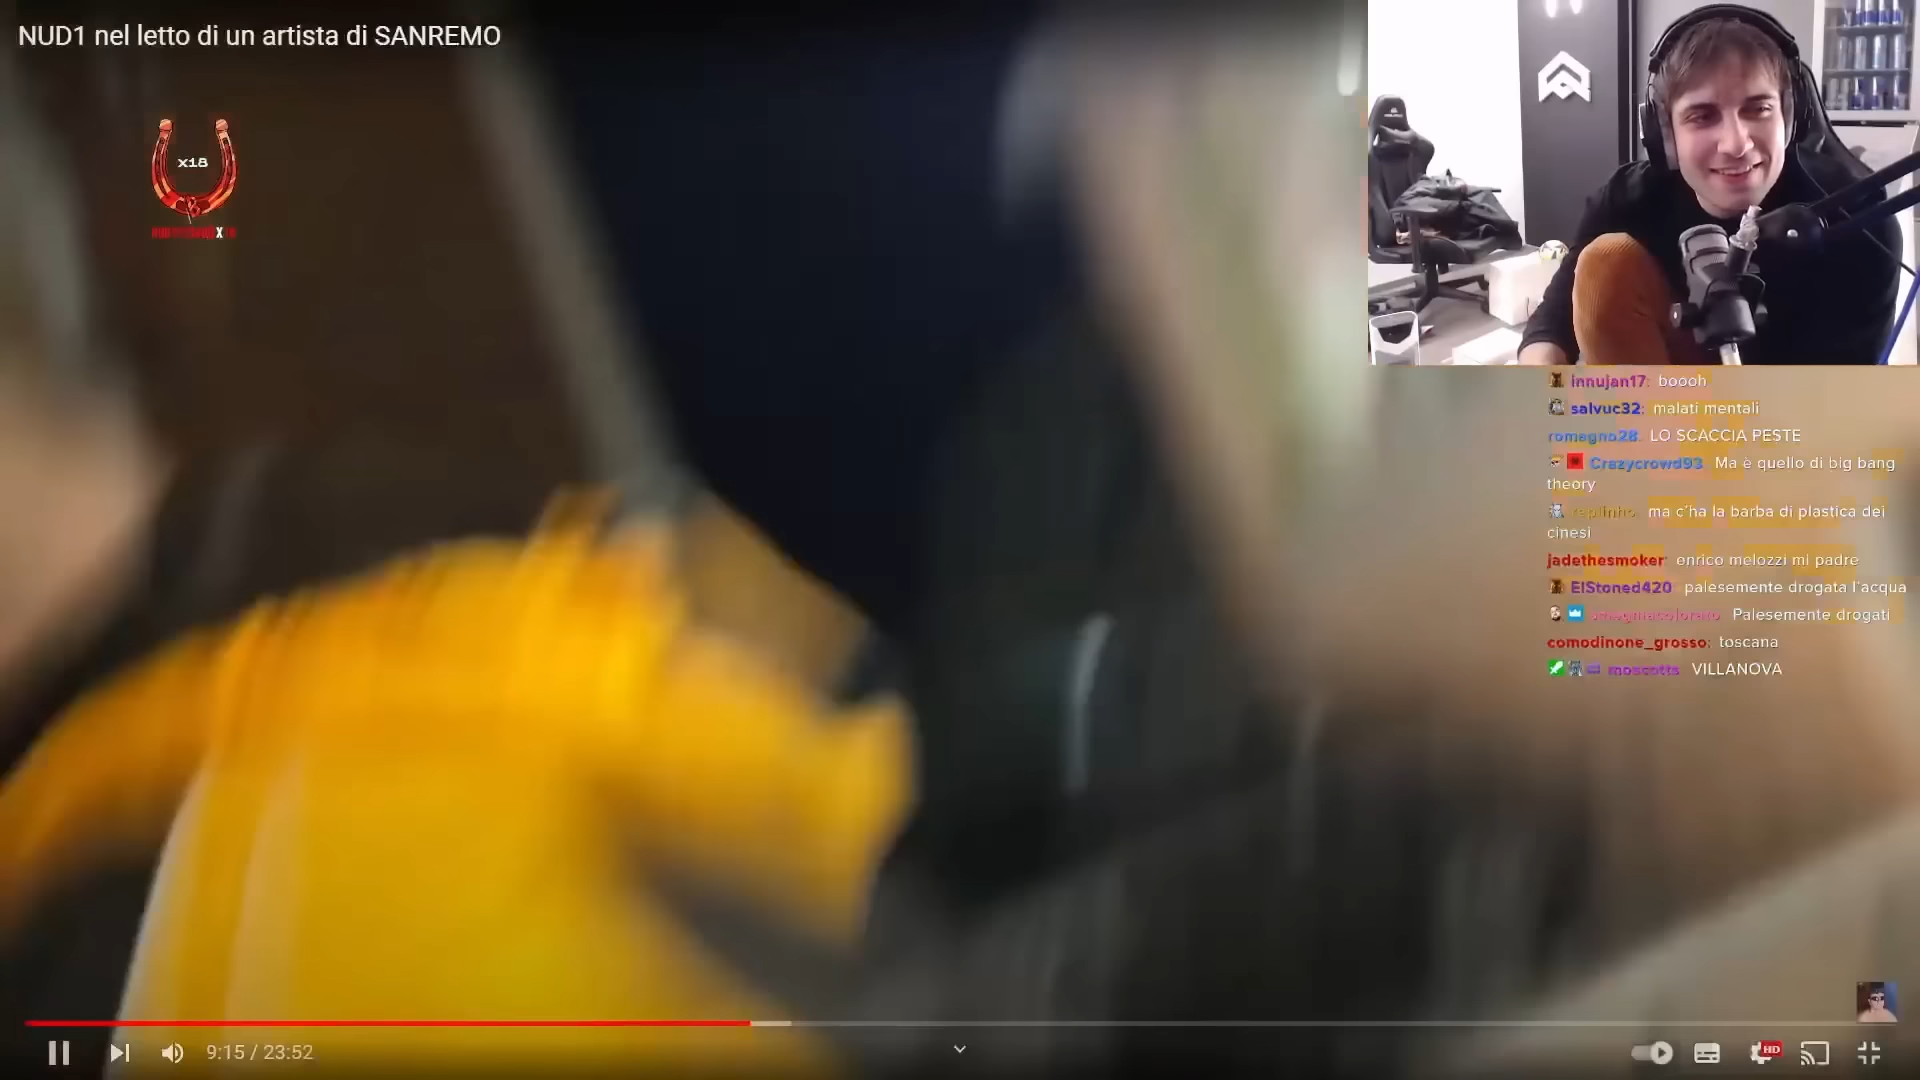 NUD1 nel letto di un artista di SANREMO
x18
innujan17: boooh
salvuc32: malati mentali
romagno28: LO SCACCIA PESTE
Crazycrowd93 Ma è quello di big bang
theory
replinho ma c'ha la barba di plastica dei
cinesi
jadethesmoker: enrico melozzi mi padre
ElStoned420 palesemente drogata l'acqua
Palesemente drogati
comodinone_grosso: toscana
moscotts VILLANOVA
9:15 / 23:52
HD